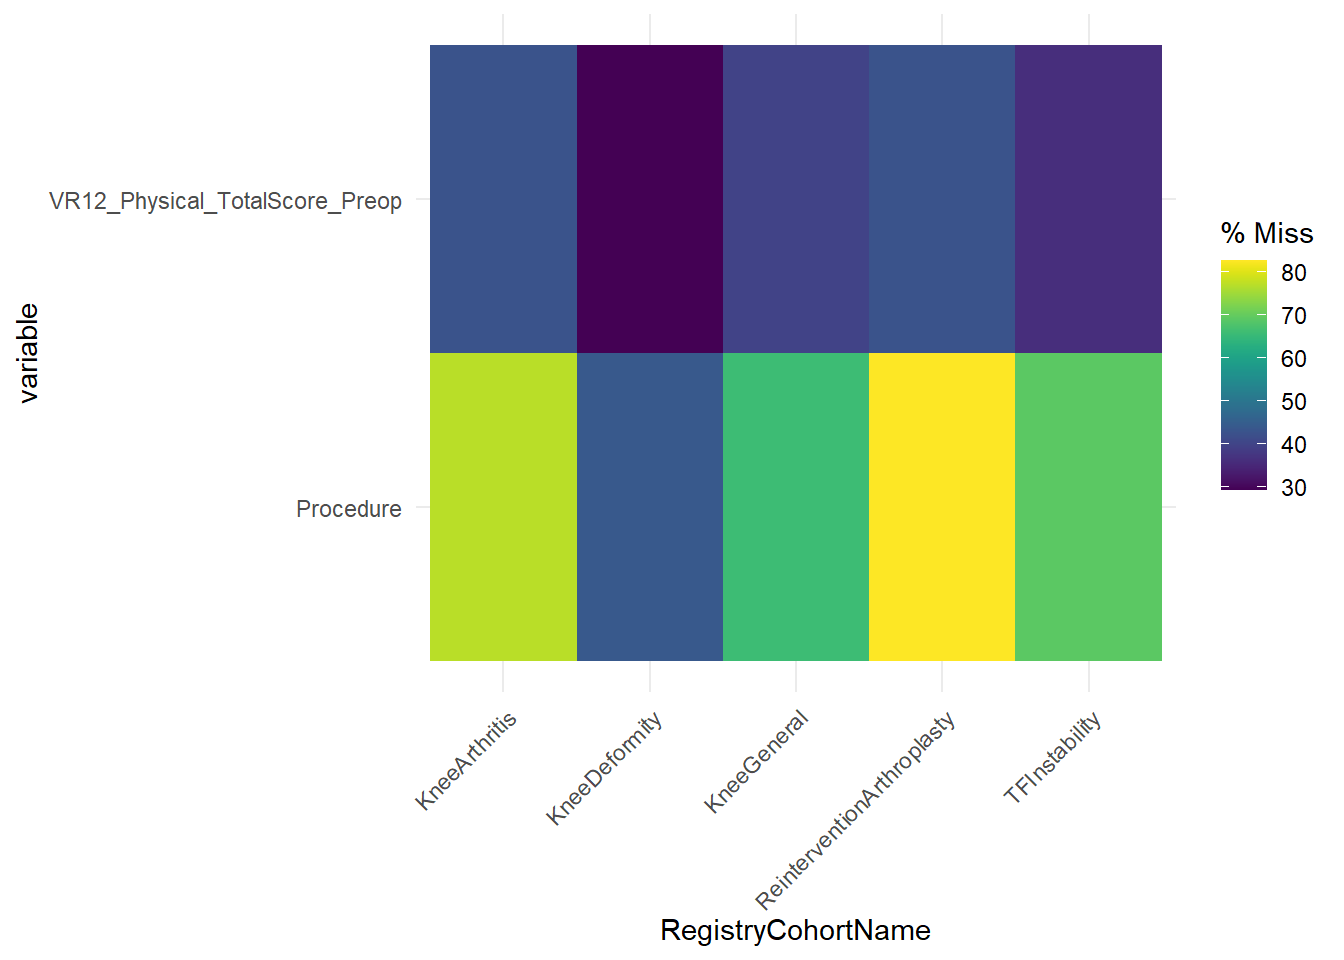 VR12_Physical_TotalScore_Preop
Procedure
variable
KneeArthritis
KneeDeformity
KneeGeneral
ReinterventionArthroplasty
TFInstability
RegistryCohortName
% Miss
80
70
60
50
40
30